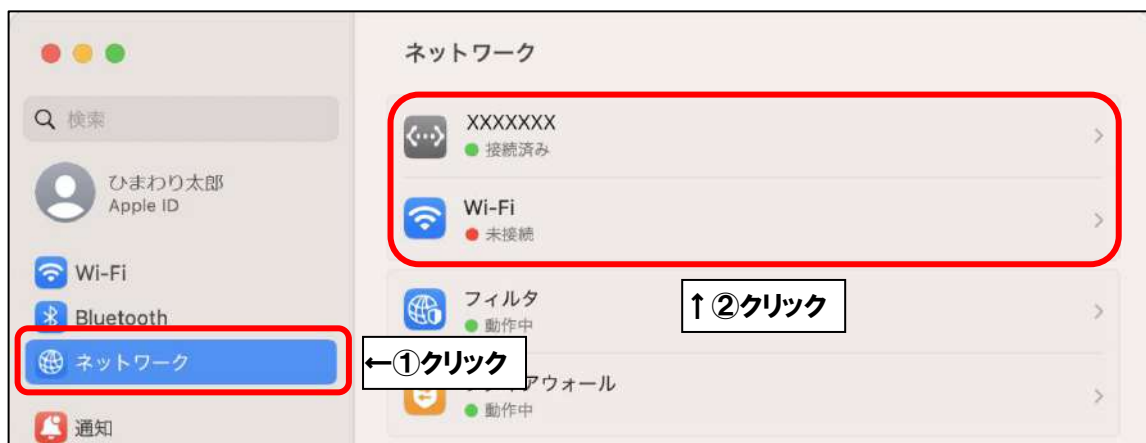 ネットワーク
検索
XXXXXXX
接続済み
ひまわり太郎
Apple ID
Wi-Fi
未接続
Wi-Fi
Bluetooth
フィルタ
動作中
↑②クリック
ネットワーク
←①クリック
アウォール
動作中
通知